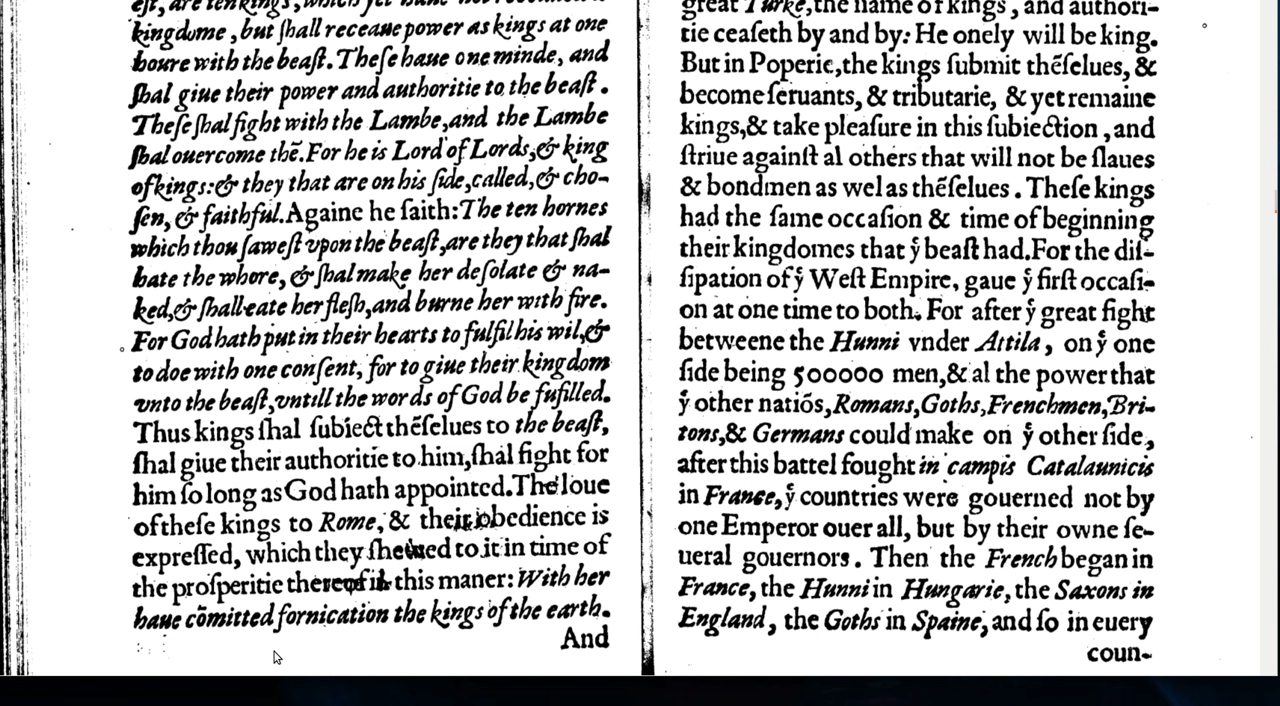 est, are ten kings, which yet haue not receaued a
kingdome, but ſhall receaue power as kings at one
houre with the beaſt. Theſe haue one minde, and
ſhal giue their power and authoritie to the beaſt.
Theſe ſhal fight with the Lambe, and the Lambe
ſhal ouercome thẽ. For he is Lord of Lords, & king
of kings: & they that are on his ſide, called, & cho-
ſen, & faithful. Againe he ſaith: The ten hornes
which thou ſaweſt vpon the beaſt, are they that ſhal
hate the whore, & ſhal make her deſolate & na-
ked, & ſhall eate her fleſh, and burne her with fire.
For God hath put in their hearts to fulfil his wil, &
to doe with one conſent, for to giue their kingdom
vnto the beaſt, vntill the words of God be fufilled.
Thus kings ſhal ſubiect thẽſelues to the beaſt,
ſhal giue their authoritie to him, ſhal fight for
him ſo long as God hath appointed. The loue
of theſe kings to Rome, & their obedience is
expreſſed, which they ſhewed to it in time of
the proſperitie thereof in this maner: With her
haue cõmitted fornication the kings of the earth.
And
great Turke, the name of kings, and authori-
tie ceaſeth by and by: He onely will be king.
But in Poperie, the kings ſubmit thẽſelues, &
become ſeruants, & tributarie, & yet remaine
kings, & take pleaſure in this ſubiection, and
ſtriue againſt al others that will not be ſlaues
& bondmen as wel as thẽſelues. Theſe kings
had the ſame occaſion & time of beginning
their kingdomes that ỹ beaſt had. For the diſ-
ſipation of ỹ Weſt Empire, gaue ỹ firſt occaſi-
on at one time to both. For after ỹ great fight
betweene the Hunni vnder Attila, on ỹ one
ſide being 500000 men, & al the power that
ỹ other natiõs, Romans, Goths, Frenchmen, Bri-
tons, & Germans could make on ỹ other ſide,
after this battel fought in campis Catalaunicis
in France, ỹ countries were gouerned not by
one Emperor ouer all, but by their owne ſe-
ueral gouernors. Then the French began in
France, the Hunni in Hungarie, the Saxons in
England, the Goths in Spaine, and ſo in euery
coun-